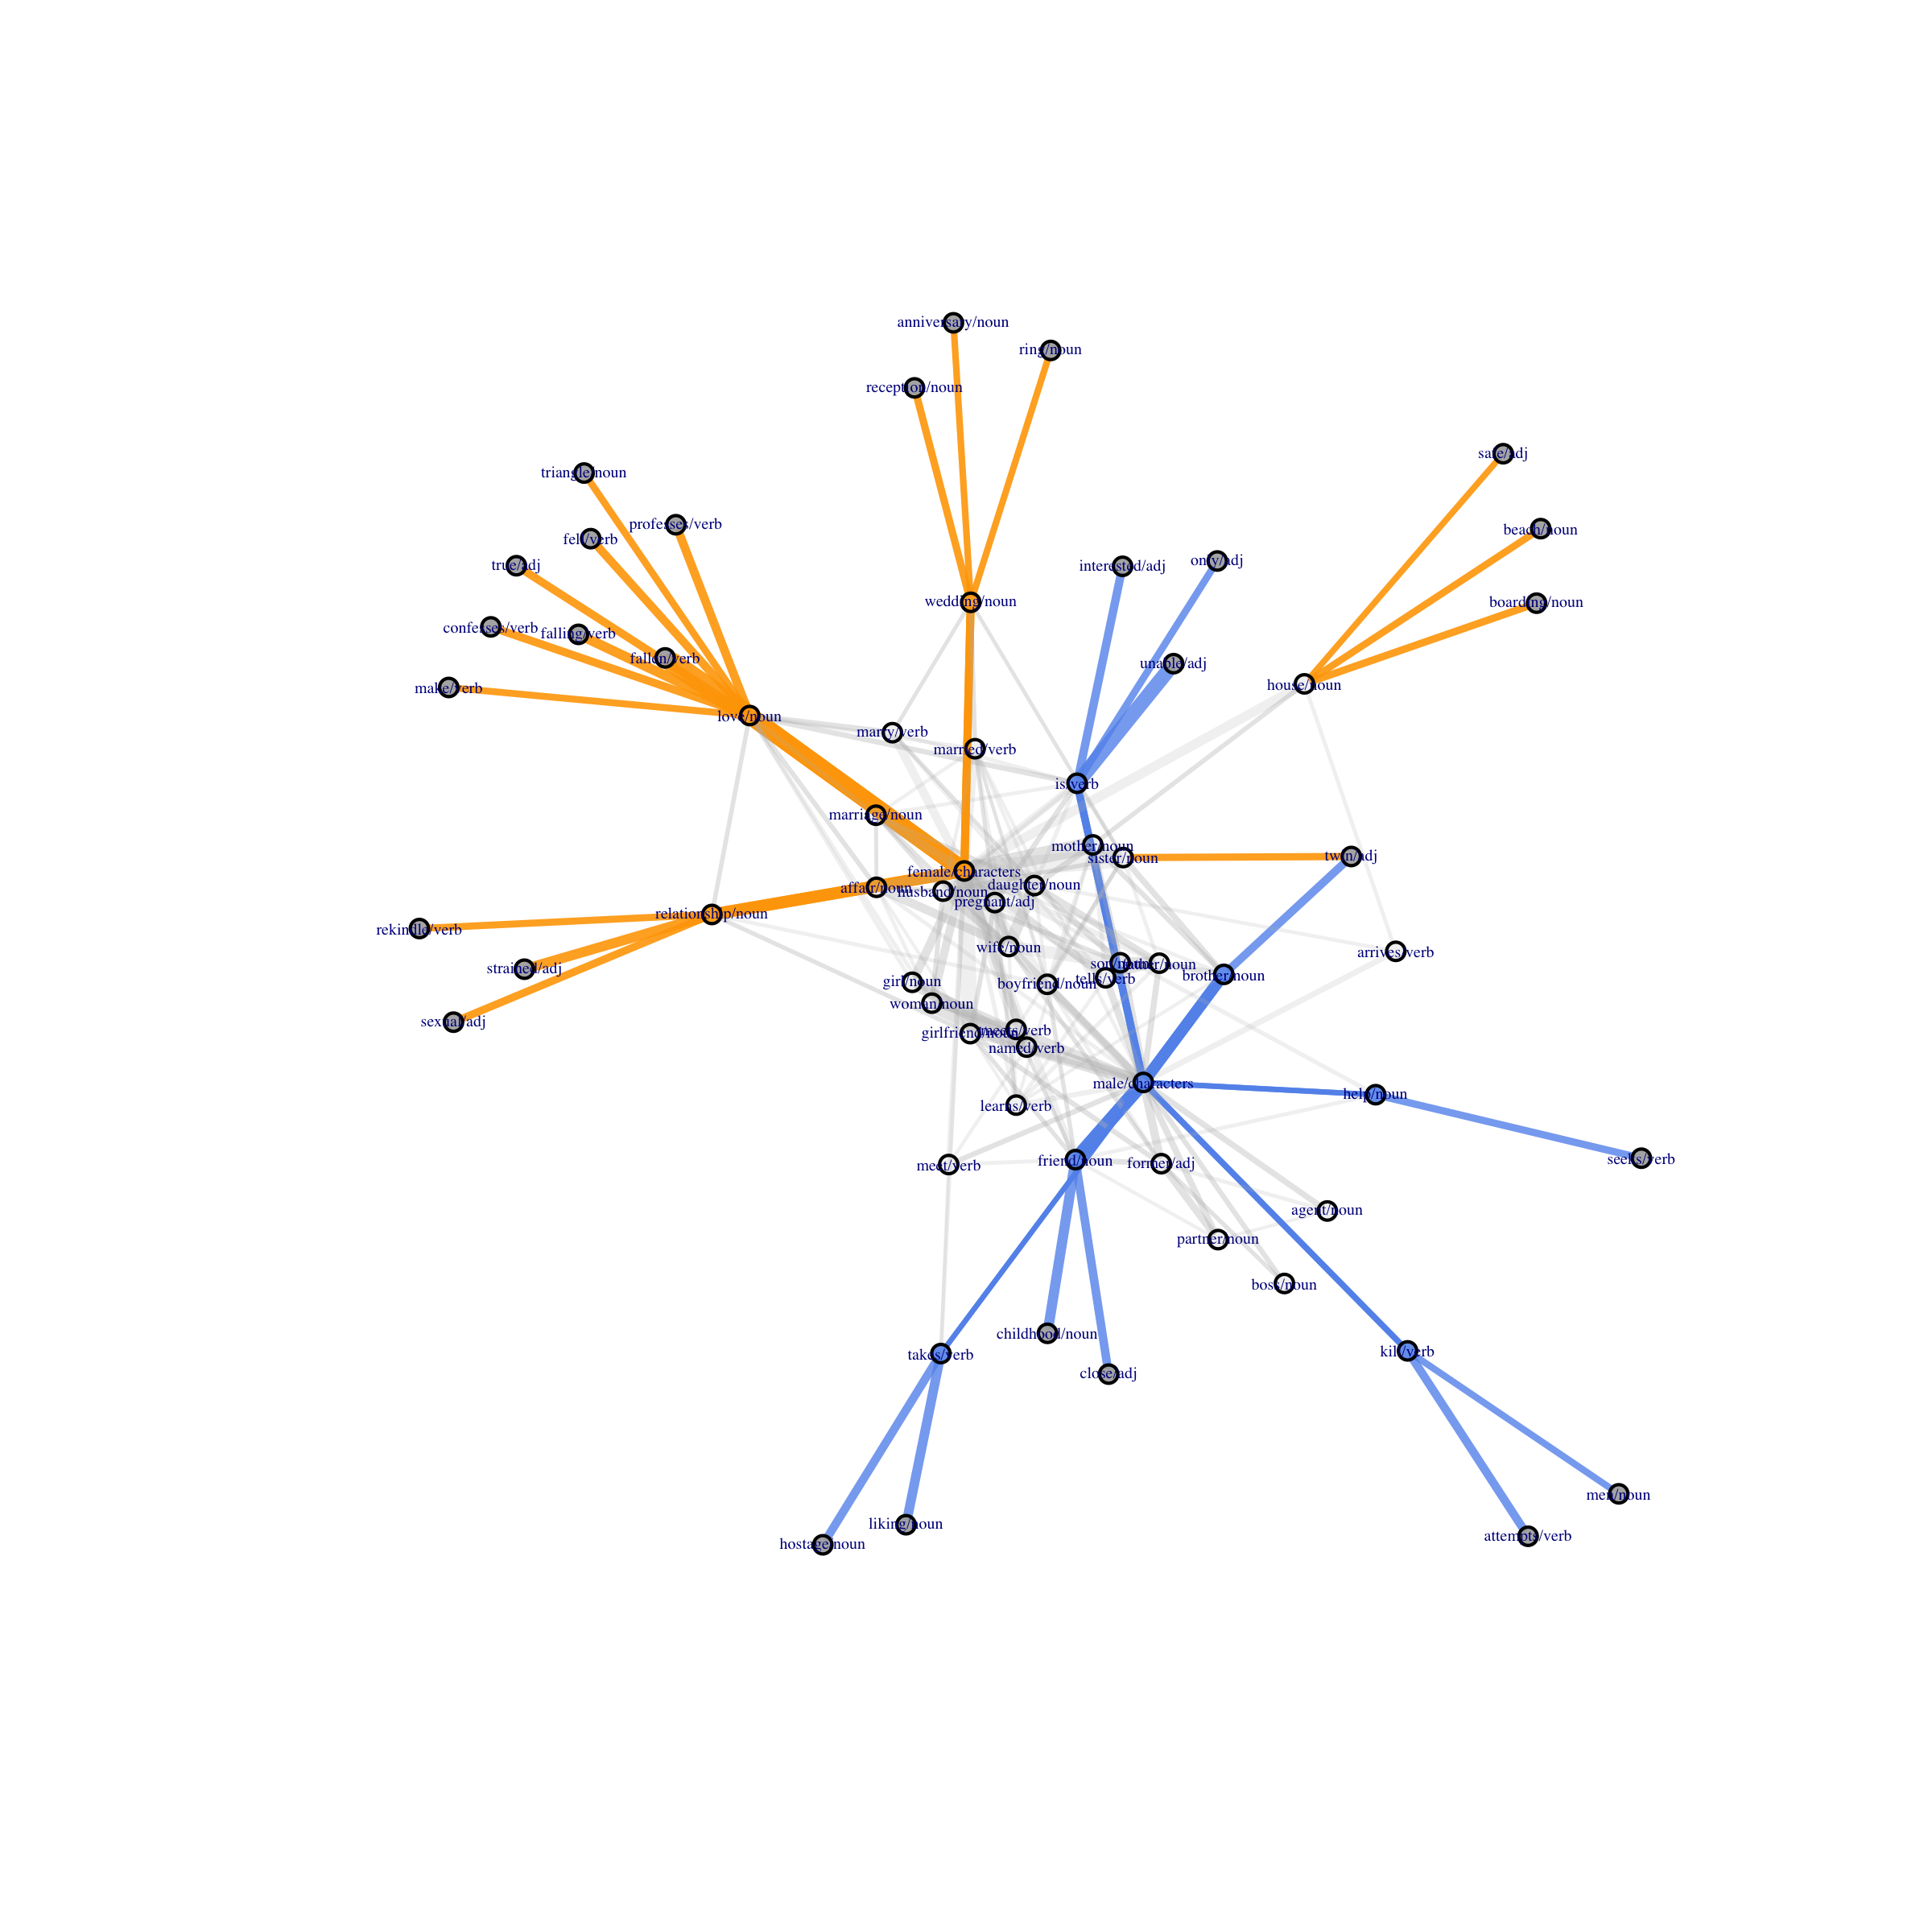 anniversary/noun
ring/noun
reception/noun
safe/adj
triangle/noun
professes/verb
beach/noun
fell/verb
only/adj
true/adj
interested/adj
wedding/noun
boarding/noun
confesses/verb
falling/verb
fallen/verb
unable/adj
make/verb
house/noun
love/noun
marry/verb
married/verb
is/verb
marriage/noun
mother/noun
sister/noun
twin/adj
female/characters
affair/noun
husband/noun
daughter/noun
pregnant/adj
relationship/noun
rekindle/verb
wife/noun
arrives/verb
strained/adj
son/noun
father/noun
tells/verb
brother/noun
girl/noun
boyfriend/noun
woman/noun
sexual/adj
girlfriend/noun
meets/verb
named/verb
male/characters
help/noun
learns/verb
meet/verb
friend/noun
former/adj
seeks/verb
agent/noun
partner/noun
boss/noun
childhood/noun
takes/verb
kill/verb
close/adj
men/noun
liking/noun
attempts/verb
hostage/noun